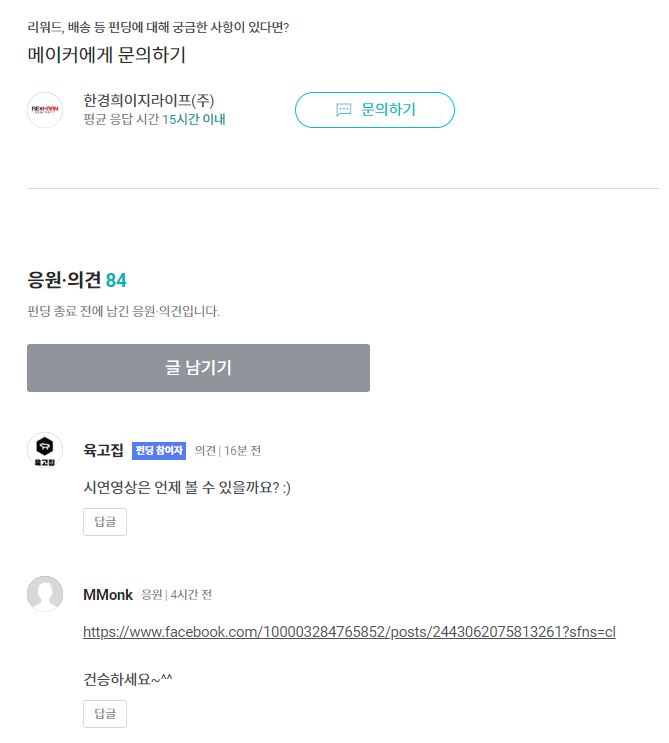 리워드, 배송 등 펀딩에 대해 궁금한 사항이 있다면?
메이커에게 문의하기
한경희이지라이프(주)
평균 응답 시간 15시간 이내
문의하기
응원·의견 84
펀딩 종료 전에 남긴 응원·의견입니다.
글 남기기
육고집
육고집 펀딩 참여자 의견 | 16분 전
시연영상은 언제 볼 수 있을까요? :)
답글
MMonk 응원 | 4시간 전
https://www.facebook.com/100003284765852/posts/2443062075813261?sfns=cl
건승하세요~^^
답글